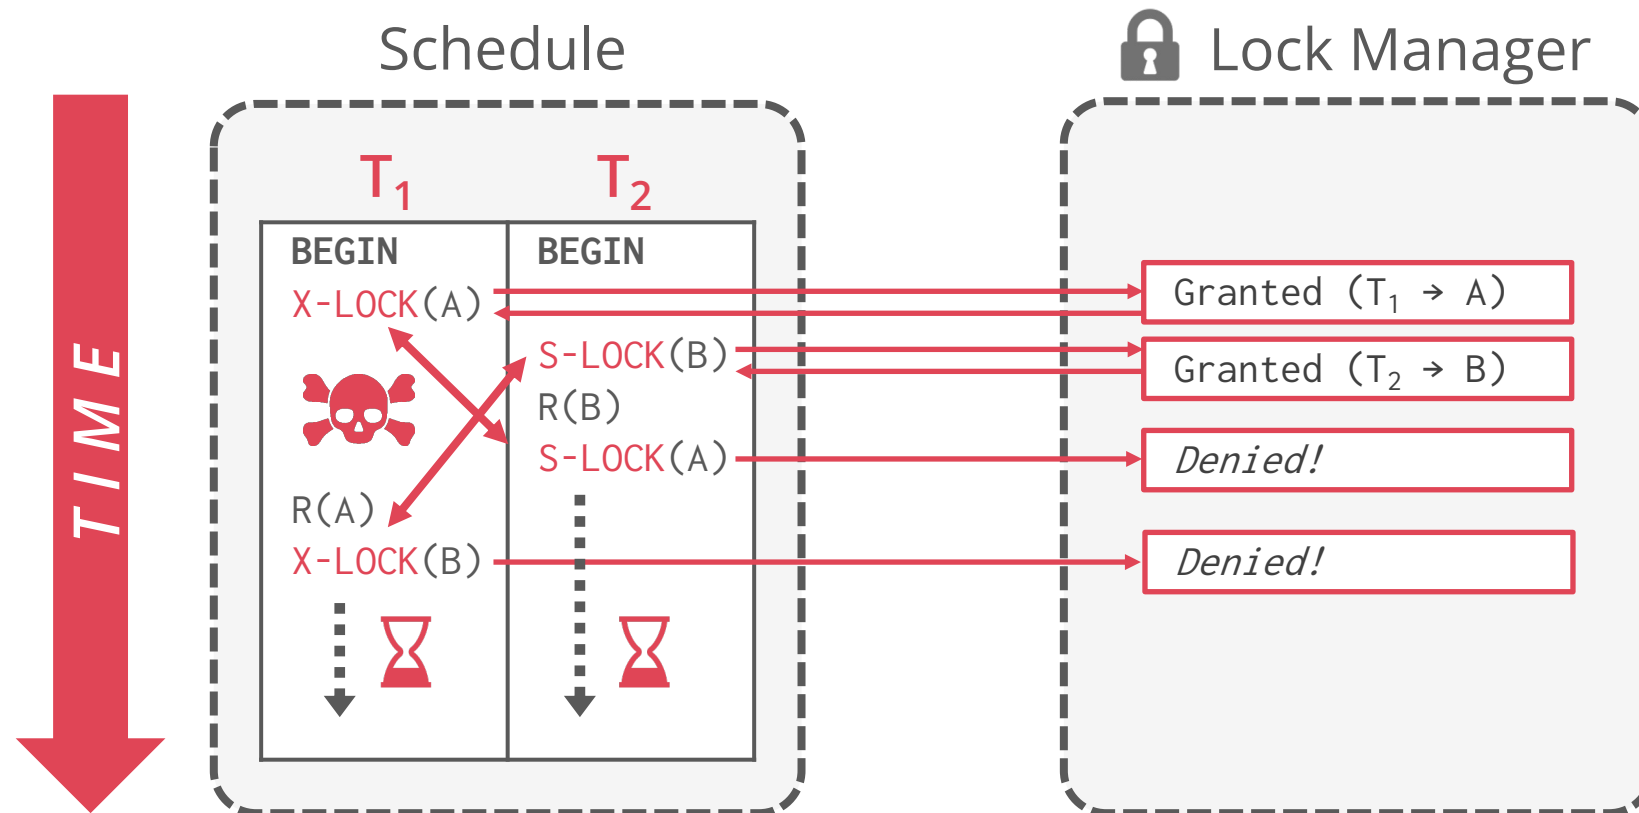 Schedule
Lock Manager
TIME
T1 T2
BEGIN BEGIN
X-LOCK(A)
Granted (T1 → A)
S-LOCK(B)
Granted (T2 → B)
R(B)
S-LOCK(A)
Denied!
R(A)
X-LOCK(B)
Denied!